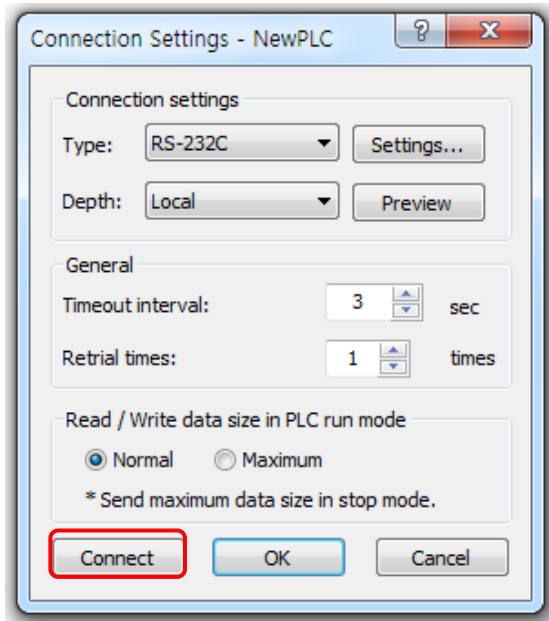 Connection Settings - NewPLC
Connection settings
Type: RS-232C Settings...
Depth: Local Preview
General
Timeout interval: 3 sec
Retrial times: 1 times
Read / Write data size in PLC run mode
Normal Maximum
* Send maximum data size in stop mode.
Connect OK Cancel